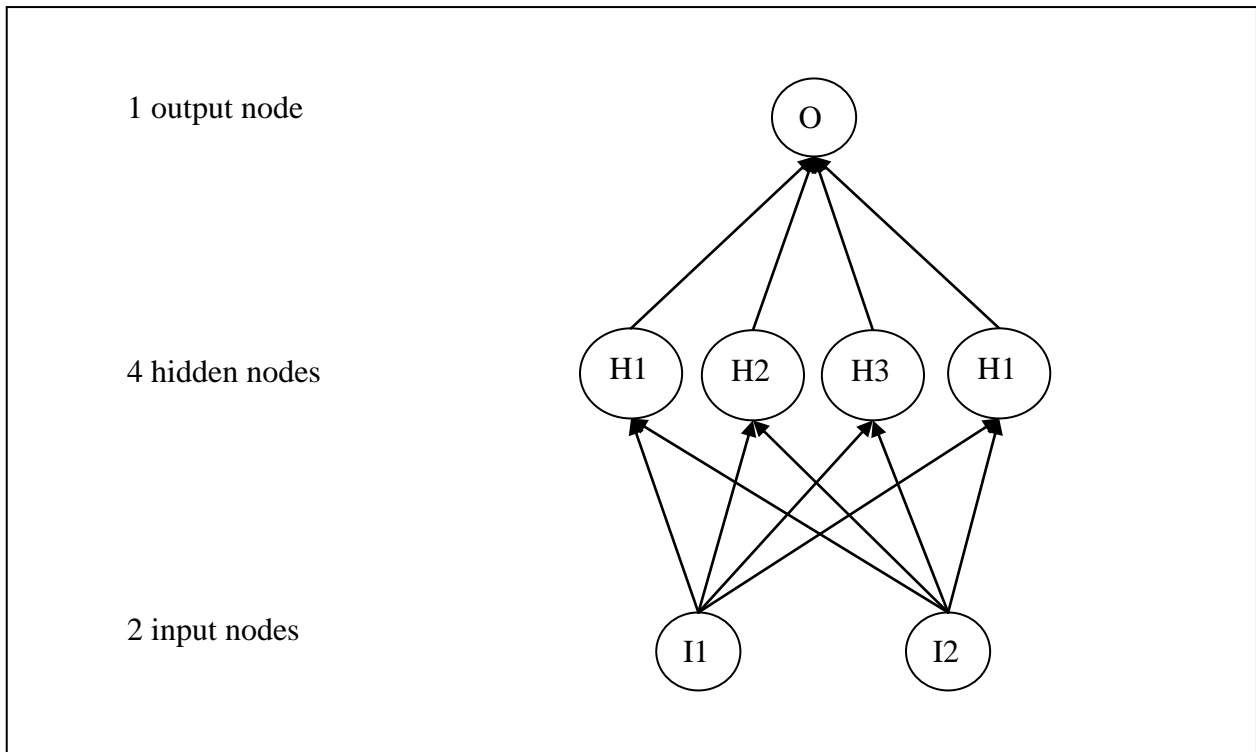 1 output node
O
4 hidden nodes
H1 H2 H3 H1
2 input nodes
I1 I2